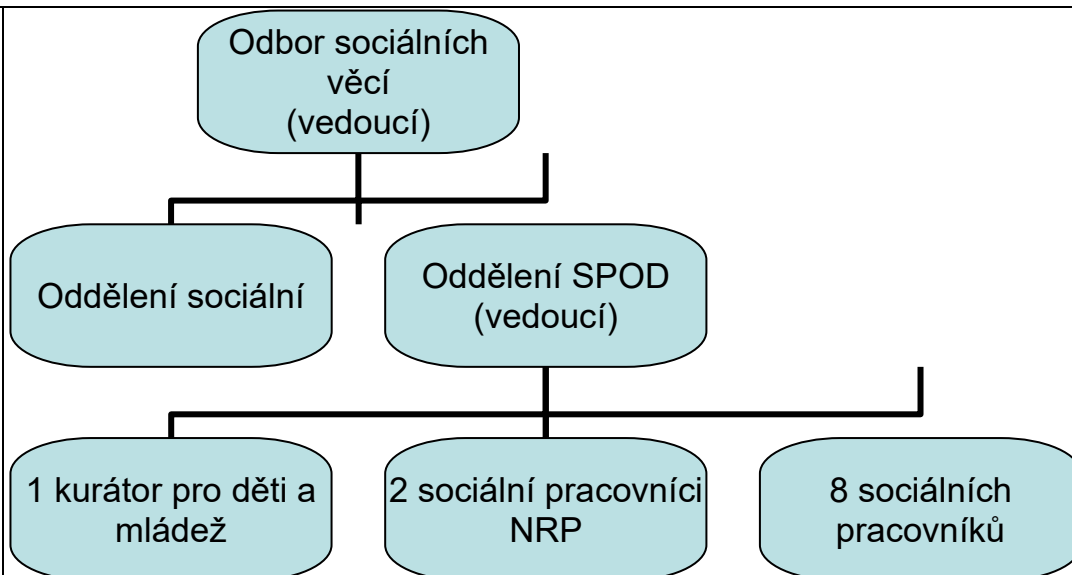 Odbor sociálních
věcí
(vedoucí)
Oddělení sociální
Oddělení SPOD
(vedoucí)
1 kurátor pro děti a
mládež
2 sociální pracovníci
NRP
8 sociálních
pracovníků